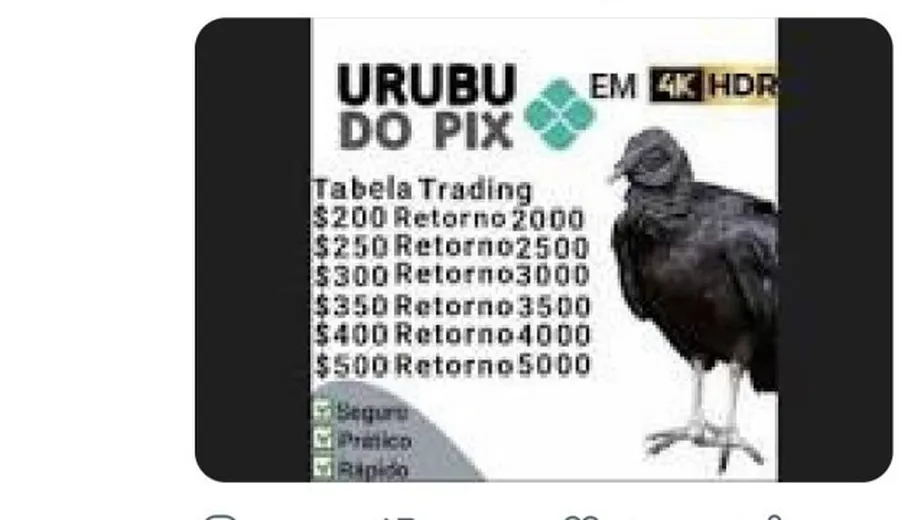 URUBU
DO PIX
EM 4K HDR
Tabela Trading
$200 Retorno 2000
$250 Retorno 2500
$300 Retorno 3000
$350 Retorno 3500
$400 Retorno 4000
$500 Retorno 5000
Seguro
Prático
Rápido